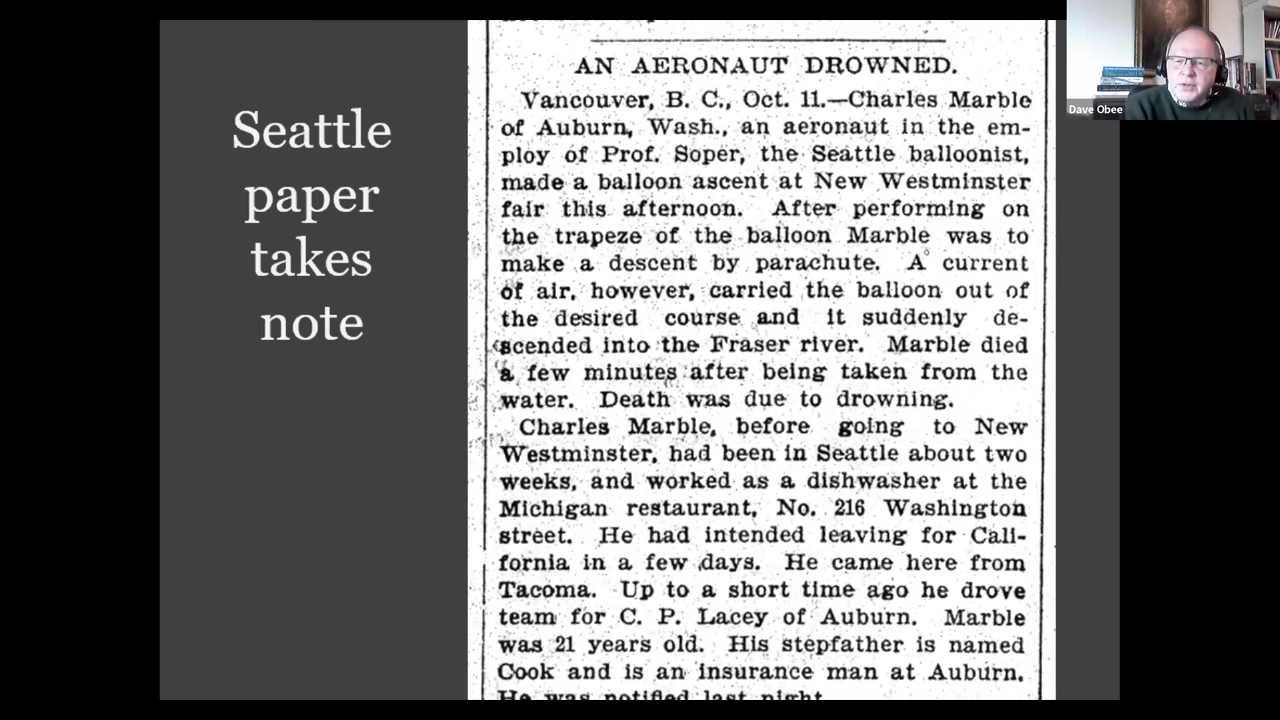 Seattle
paper
takes
note
AN AERONAUT DROWNED.
Vancouver, B. C., Oct. 11.—Charles Marble
of Auburn, Wash., an aeronaut in the em-
ploy of Prof. Soper, the Seattle balloonist,
made a balloon ascent at New Westminster
fair this afternoon. After performing on
the trapeze of the balloon Marble was to
make a descent by parachute. A current
of air, however, carried the balloon out of
the desired course and it suddenly de-
scended into the Fraser river. Marble died
a few minutes after being taken from the
water. Death was due to drowning.
Charles Marble, before going to New
Westminster, had been in Seattle about two
weeks, and worked as a dishwasher at the
Michigan restaurant, No. 216 Washington
street. He had intended leaving for Cali-
fornia in a few days. He came here from
Tacoma. Up to a short time ago he drove
team for C. P. Lacey of Auburn. Marble
was 21 years old. His stepfather is named
Cook and is an insurance man at Auburn.
He was notified last night
Dave Obee